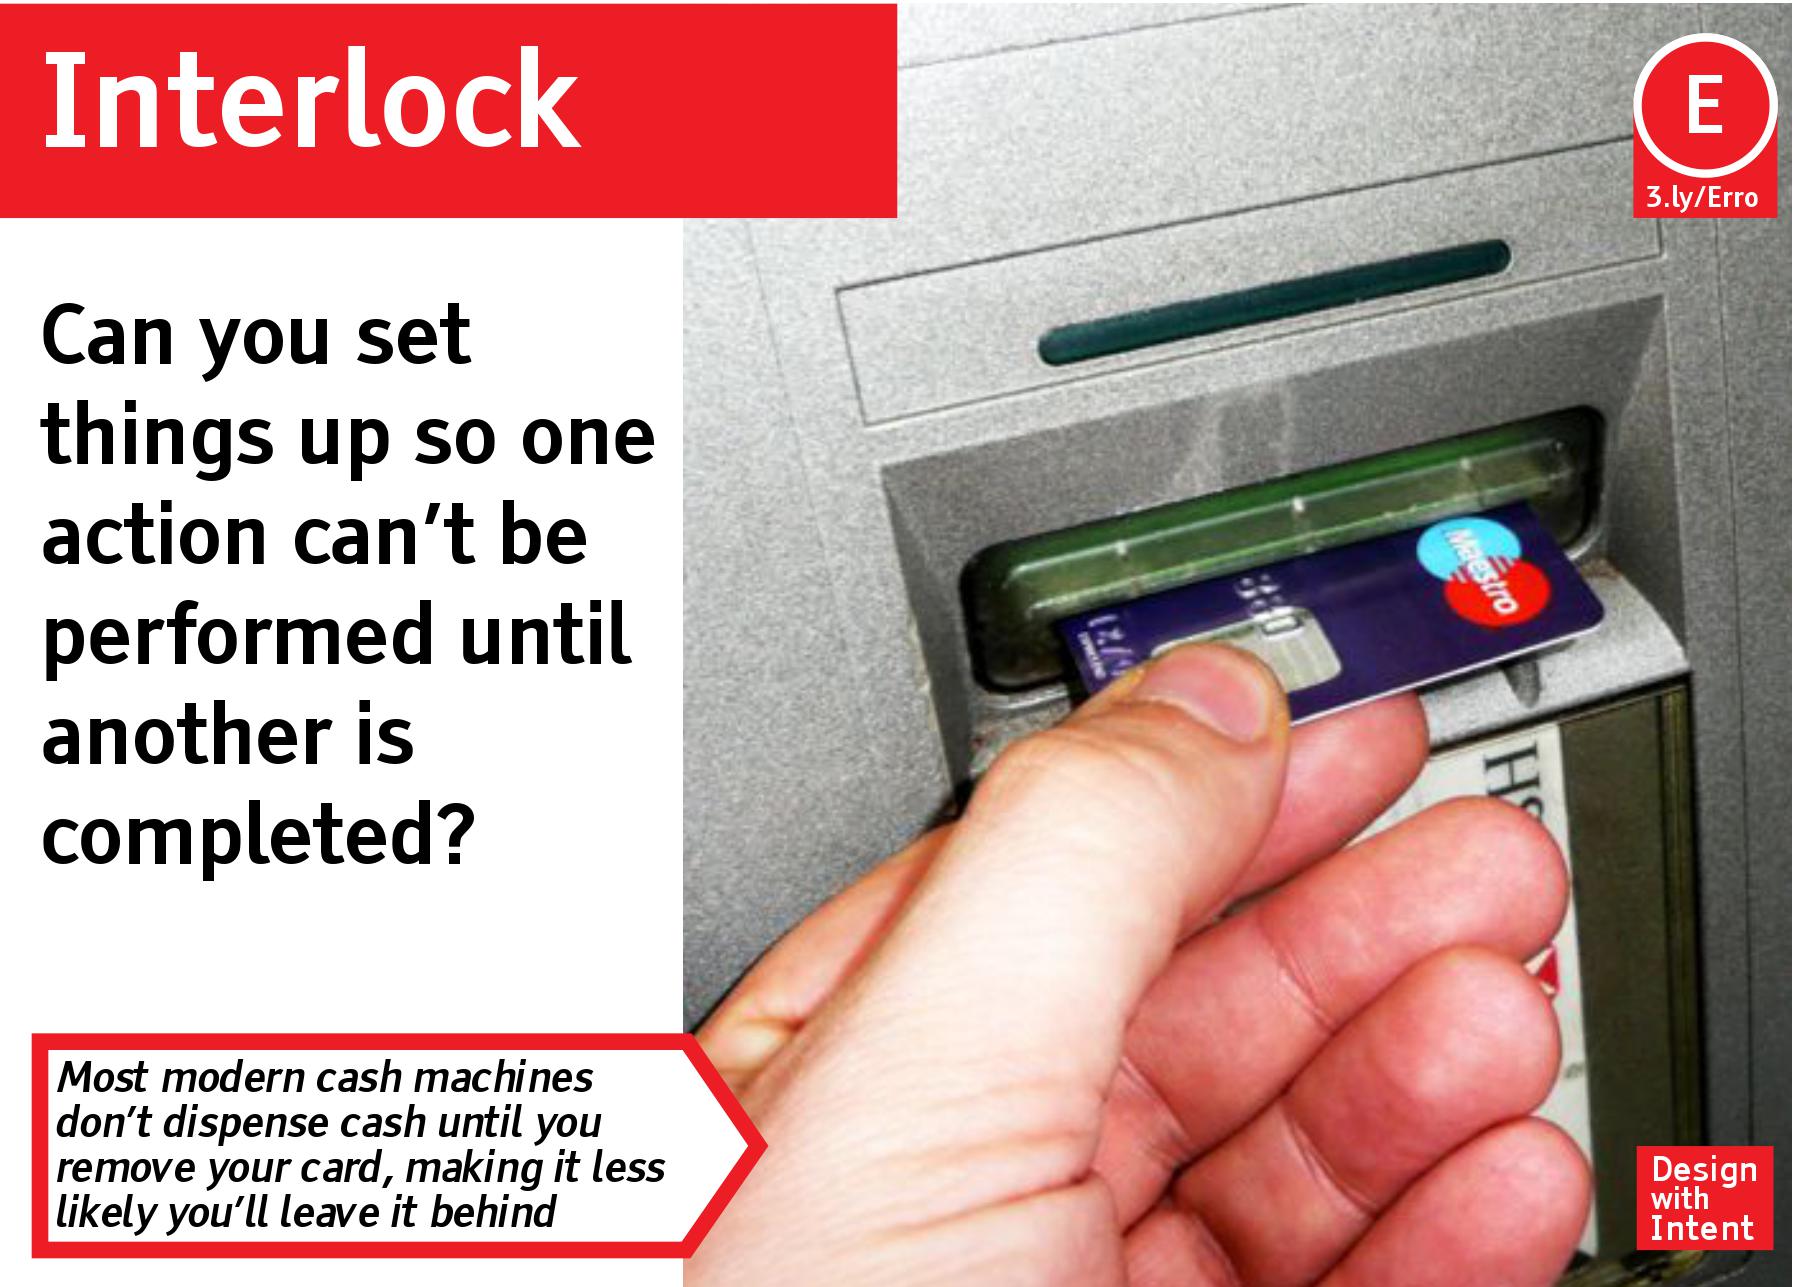 Interlock
E
3.ly/Erro
Can you set
things up so one
action can't be
performed until
another is
completed?
Maestro
Most modern cash machines
don't dispense cash until you
remove your card, making it less
likely you'll leave it behind
Design
with
Intent